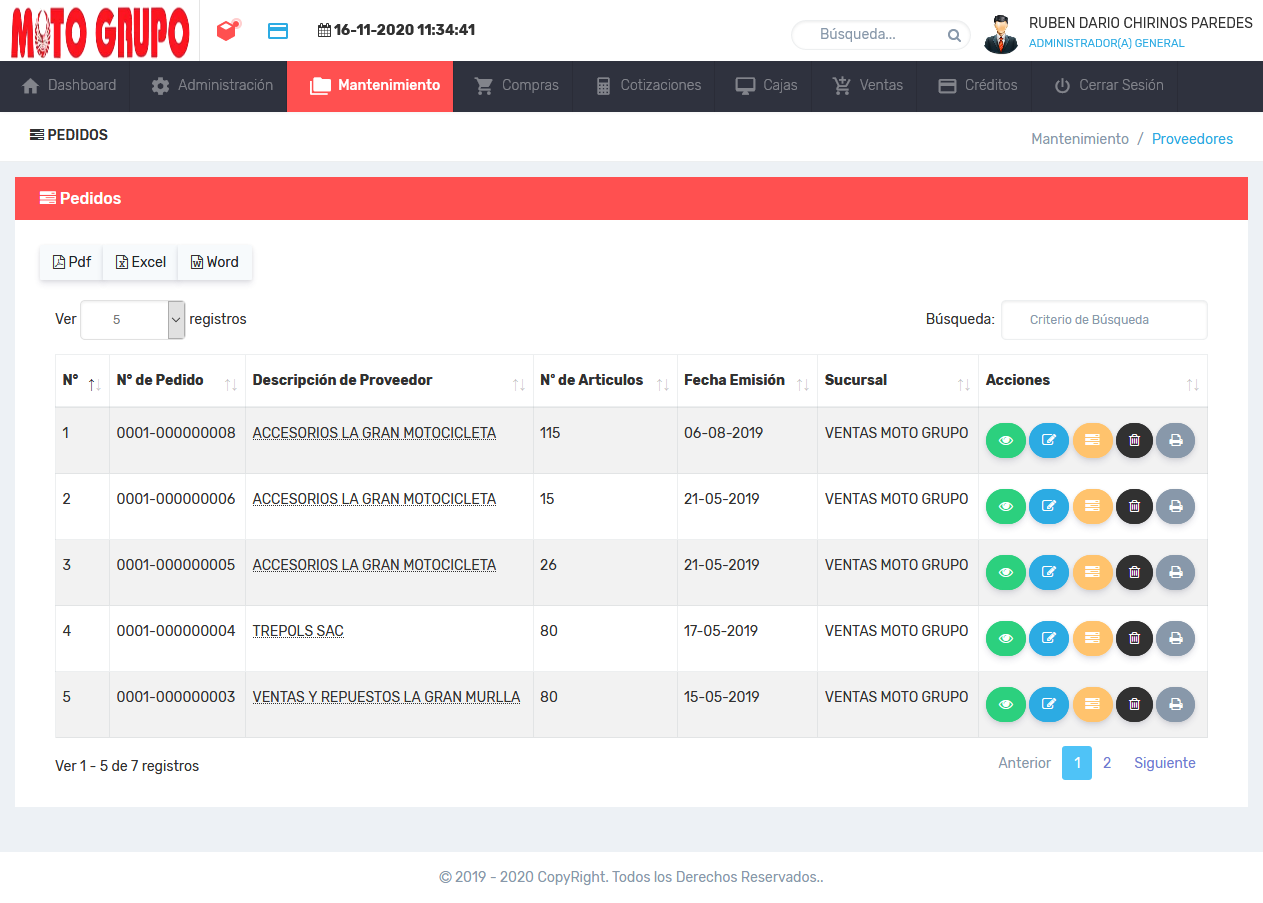 MOTO GRUPO
16-11-2020 11:34:41
Búsqueda...
RUBEN DARIO CHIRINOS PAREDES
ADMINISTRADOR(A) GENERAL
Dashboard Administración Mantenimiento Compras Cotizaciones Cajas Ventas Créditos Cerrar Sesión
PEDIDOS
Mantenimiento / Proveedores
Pedidos
Pdf Excel Word
Ver 5 registros
Búsqueda: Criterio de Búsqueda
N° N° de Pedido Descripción de Proveedor N° de Articulos Fecha Emisión Sucursal Acciones
1 0001-000000008 ACCESORIOS LA GRAN MOTOCICLETA 115 06-08-2019 VENTAS MOTO GRUPO
2 0001-000000006 ACCESORIOS LA GRAN MOTOCICLETA 15 21-05-2019 VENTAS MOTO GRUPO
3 0001-000000005 ACCESORIOS LA GRAN MOTOCICLETA 26 21-05-2019 VENTAS MOTO GRUPO
4 0001-000000004 TREPOLS SAC 80 17-05-2019 VENTAS MOTO GRUPO
5 0001-000000003 VENTAS Y REPUESTOS LA GRAN MURLLA 80 15-05-2019 VENTAS MOTO GRUPO
Ver 1 - 5 de 7 registros
Anterior 1 2 Siguiente
© 2019 - 2020 CopyRight. Todos los Derechos Reservados..